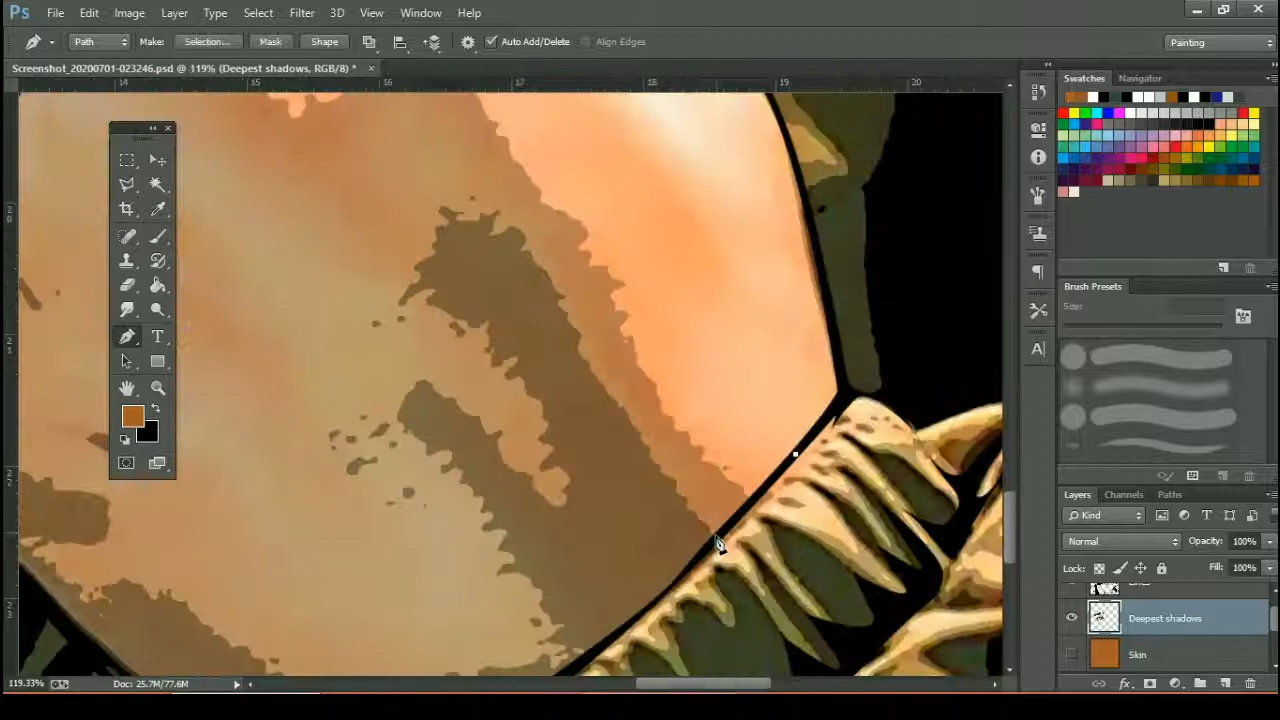 Ps File Edit Image Layer Type Select Filter 3D View Window Help
Path Make: Selection... Mask Shape Auto Add/Delete Align Edges Painting
Screenshot_20200701-023246.psd @ 119% (Deepest shadows, RGB/8) *
14 15 16 17 18 19 20
Swatches Navigator
Brush Presets
Size:
Layers Channels Paths
Kind
Normal Opacity: 100%
Lock: Fill: 100%
Deepest shadows
Skin
119.33% Doc: 25.7M/77.6M